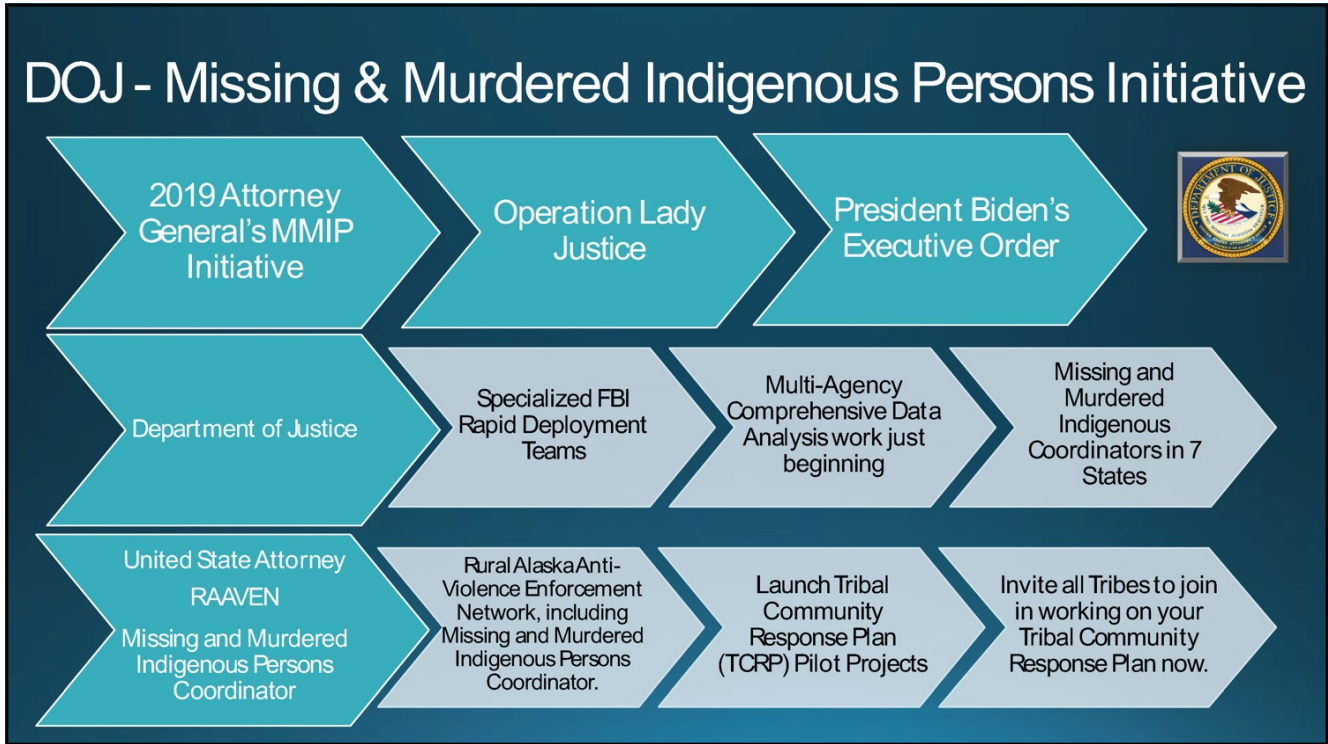 DOJ - Missing & Murdered Indigenous Persons Initiative
2019 Attorney
General's MMIP
Initiative
Operation Lady
Justice
President Biden's
Executive Order
DEPARTMENT OF JUSTICE
Department of Justice
Specialized FBI
Rapid Deployment
Teams
Multi-Agency
Comprehensive Data
Analysis work just
beginning
Missing and
Murdered
Indigenous
Coordinators in 7
States
United State Attorney
RAAVEN
Missing and Murdered
Indigenous Persons
Coordinator
Rural Alaska Anti-
Violence Enforcement
Network, including
Missing and Murdered
Indigenous Persons
Coordinator.
Launch Tribal
Community
Response Plan
(TCRP) Pilot Projects
Invite all Tribes to join
in working on your
Tribal Community
Response Plan now.